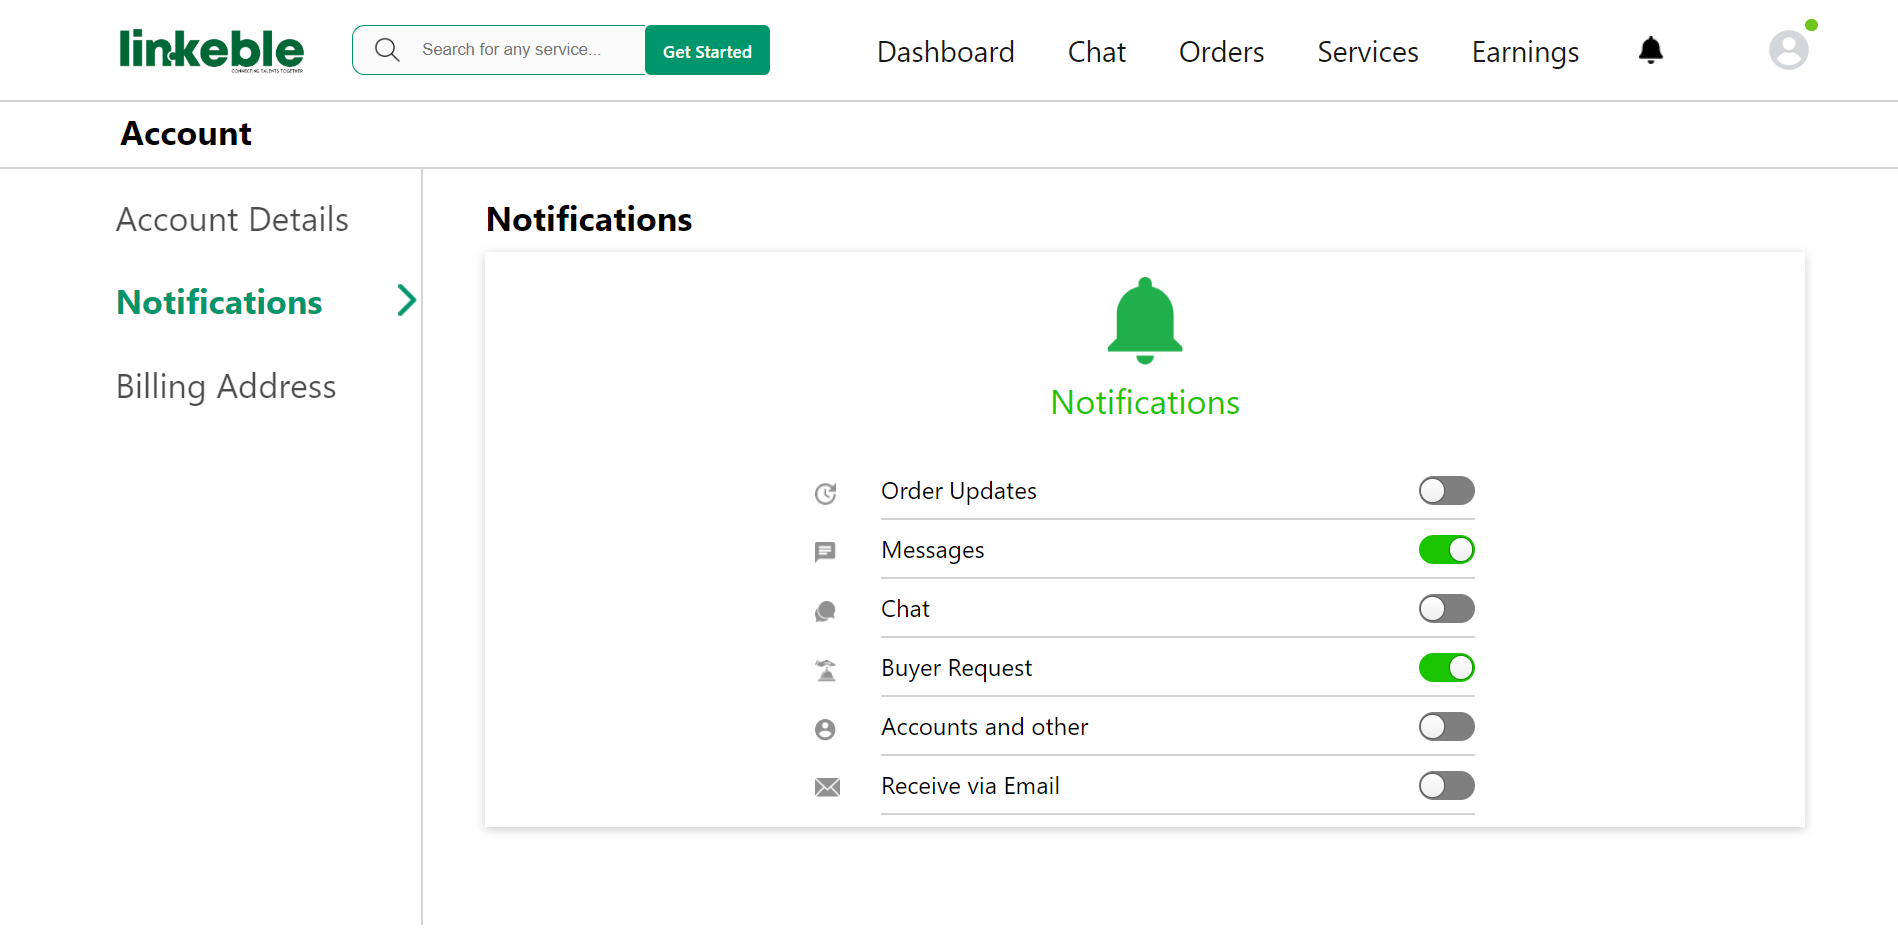 linkeble
CONNECTING TALENTS TOGETHER
Search for any service...
Get Started
Dashboard
Chat
Orders
Services
Earnings
Account
Account Details
Notifications
Billing Address
Notifications
Notifications
Order Updates
Messages
Chat
Buyer Request
Accounts and other
Receive via Email